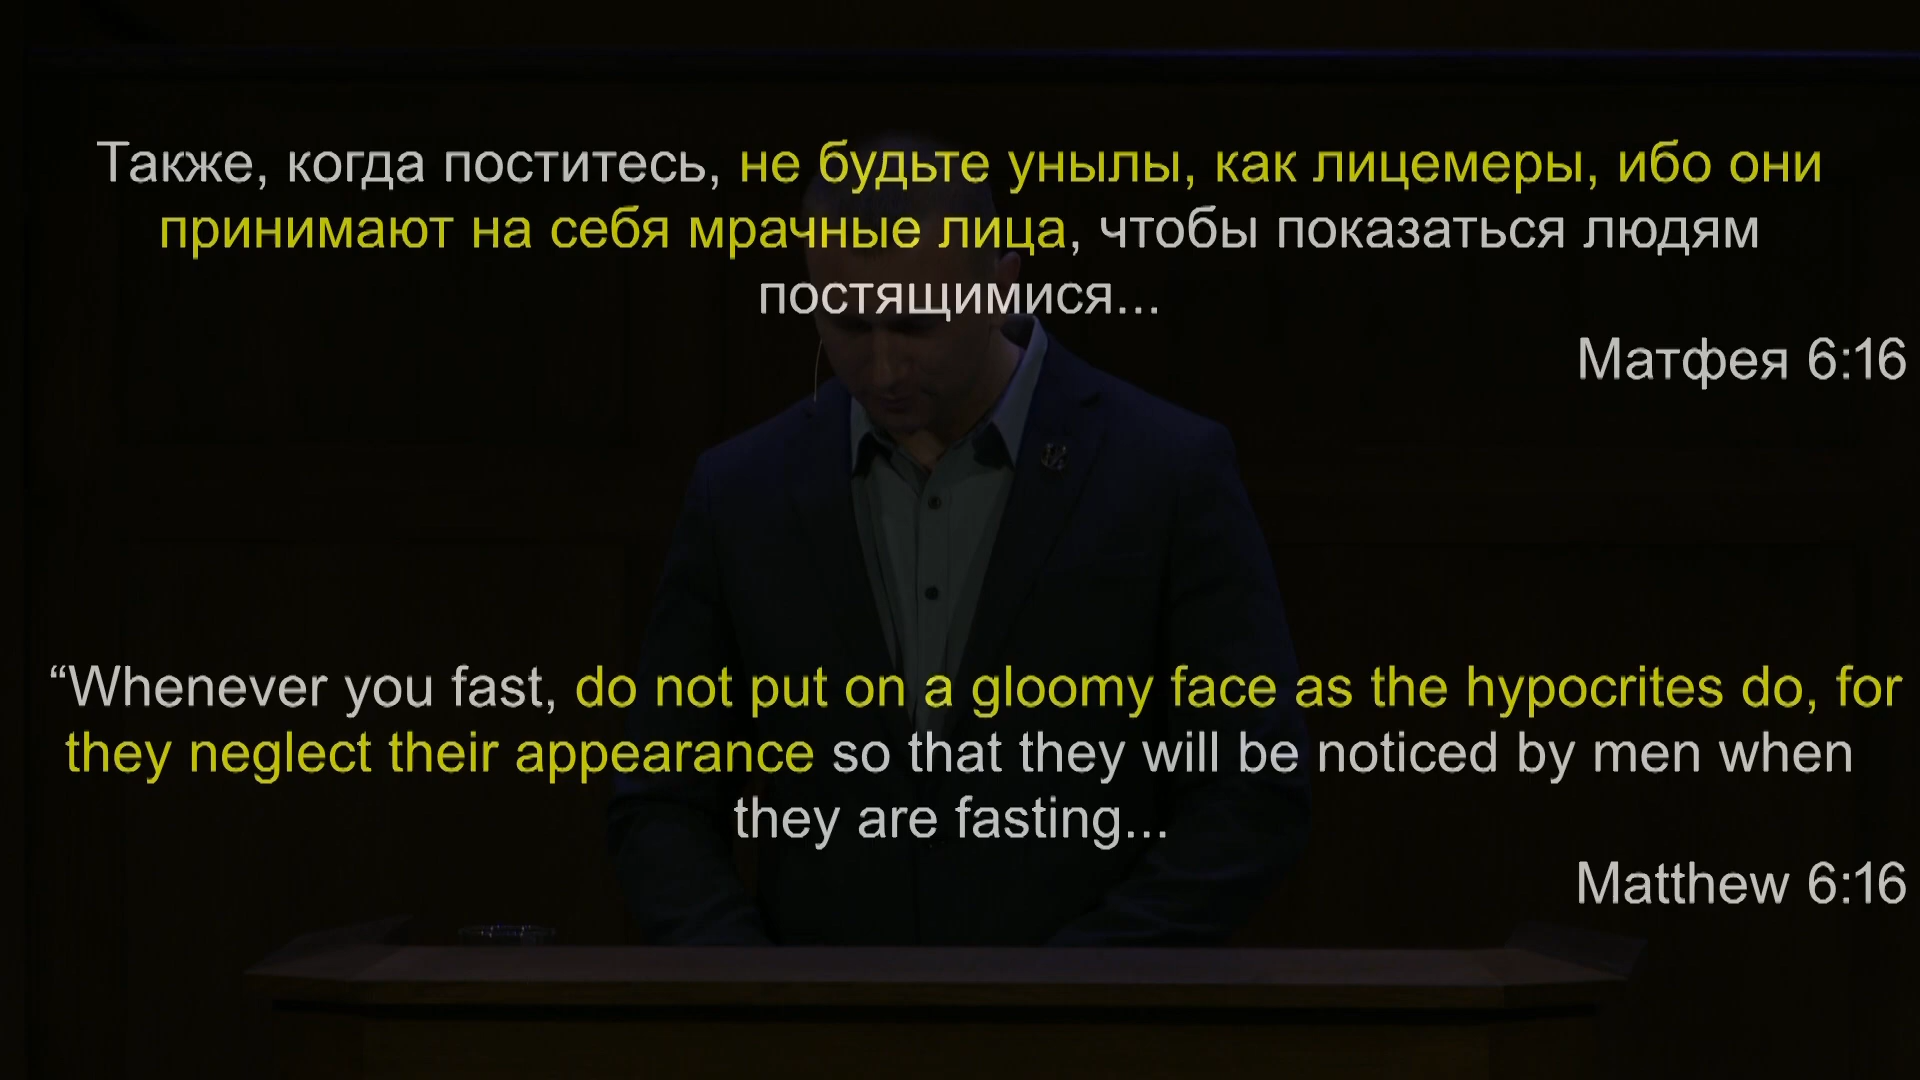 Также, когда поститесь, не будьте унылы, как лицемеры, ибо они
принимают на себя мрачные лица, чтобы показаться людям
постящимися...
Матфея 6:16
“Whenever you fast, do not put on a gloomy face as the hypocrites do, for
they neglect their appearance so that they will be noticed by men when
they are fasting...
Matthew 6:16